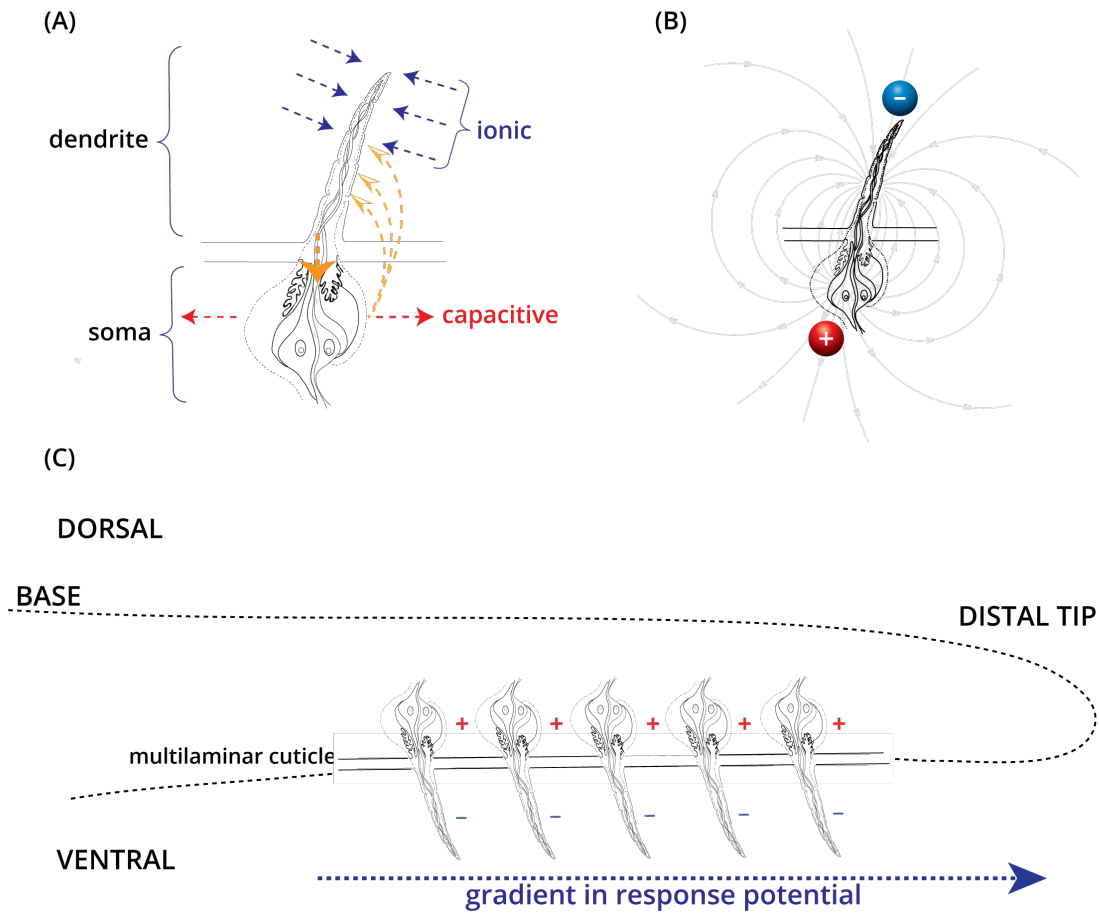 (A)
(B)
dendrite
ionic
−
soma
capacitive
+
(C)
DORSAL
BASE
DISTAL TIP
+ + + + +
multilaminar cuticle
− − − − −
VENTRAL
gradient in response potential